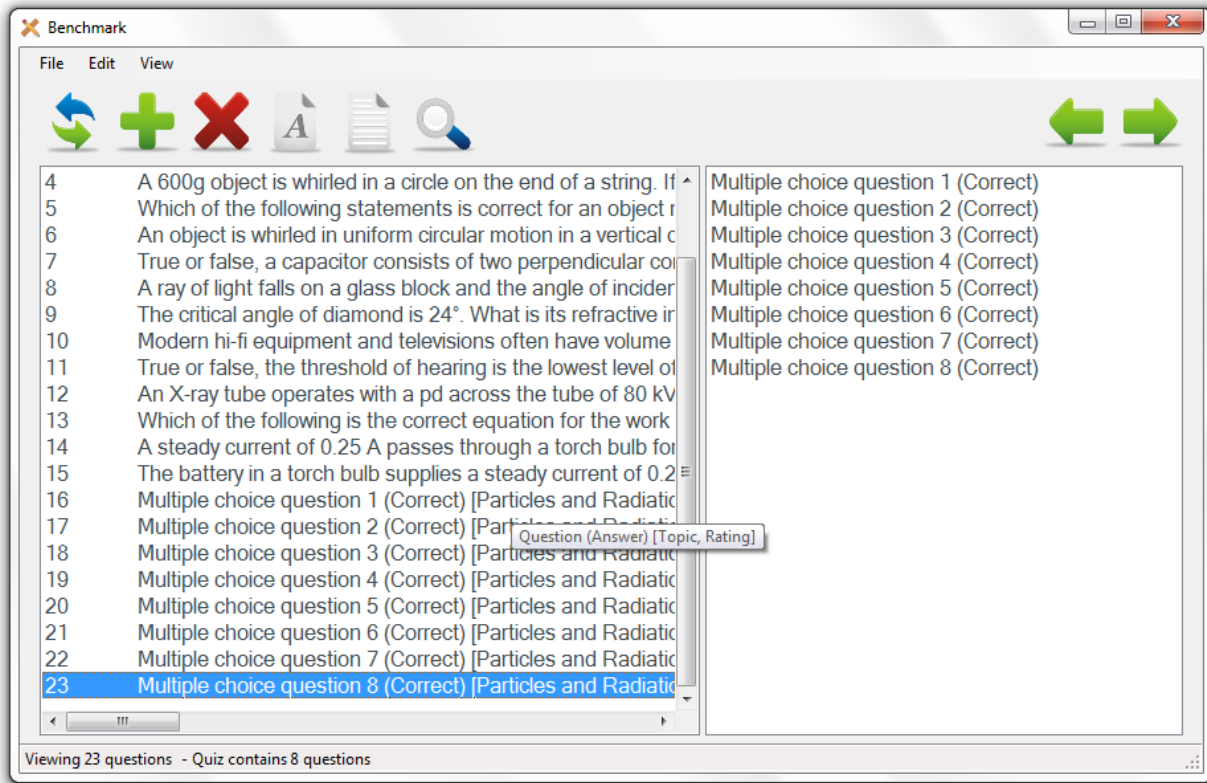 Benchmark
File Edit View
A
4 A 600g object is whirled in a circle on the end of a string. If
5 Which of the following statements is correct for an object
6 An object is whirled in uniform circular motion in a vertical
7 True or false, a capacitor consists of two perpendicular
8 A ray of light falls on a glass block and the angle of
9 The critical angle of diamond is 24°. What is its refractive
10 Modern hi-fi equipment and televisions often have volume
11 True or false, the threshold of hearing is the lowest level of
12 An X-ray tube operates with a pd across the tube of 80 kV
13 Which of the following is the correct equation for the work
14 A steady current of 0.25 A passes through a torch bulb for
15 The battery in a torch bulb supplies a steady current of 0.2
16 Multiple choice question 1 (Correct) [Particles and
17 Multiple choice question 2 (Correct)
18 Multiple choice question 3 (Correct) [Particles and
19 Multiple choice question 4 (Correct) [Particles and
20 Multiple choice question 5 (Correct) [Particles and
21 Multiple choice question 6 (Correct) [Particles and
22 Multiple choice question 7 (Correct) [Particles and
23 Multiple choice question 8 (Correct) [Particles and
Question (Answer) [Topic, Rating]
Multiple choice question 1 (Correct)
Multiple choice question 2 (Correct)
Multiple choice question 3 (Correct)
Multiple choice question 4 (Correct)
Multiple choice question 5 (Correct)
Multiple choice question 6 (Correct)
Multiple choice question 7 (Correct)
Multiple choice question 8 (Correct)
Viewing 23 questions - Quiz contains 8 questions